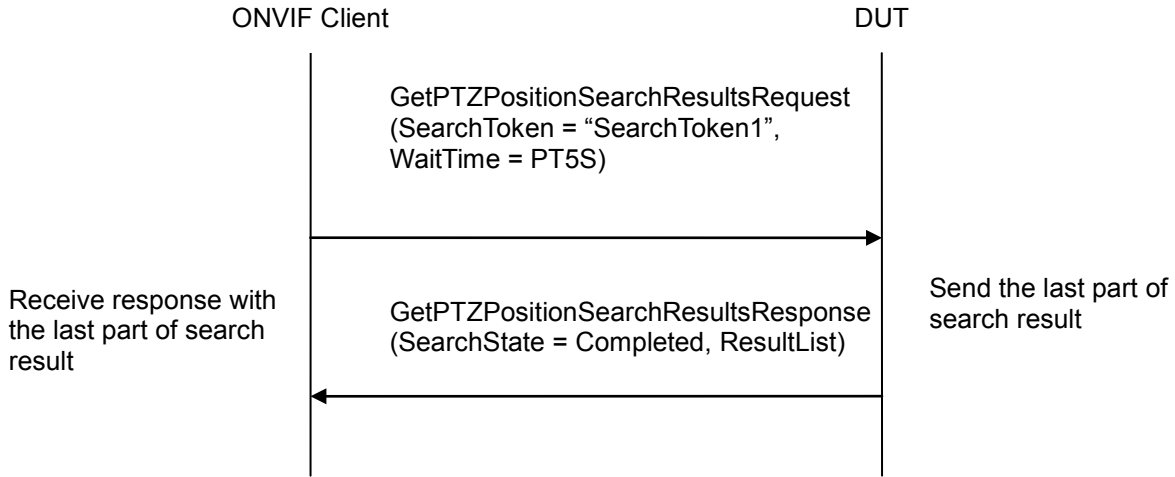 ONVIF Client
DUT
GetPTZPositionSearchResultsRequest
(SearchToken = “SearchToken1”,
WaitTime = PT5S)
Receive response with
the last part of search
result
GetPTZPositionSearchResultsResponse
(SearchState = Completed, ResultList)
Send the last part of
search result